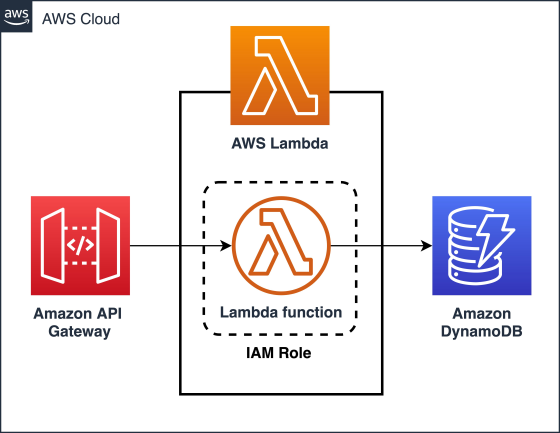 aws
AWS Cloud
AWS Lambda
</>
Amazon API
Gateway
Lambda function
IAM Role
Amazon
DynamoDB